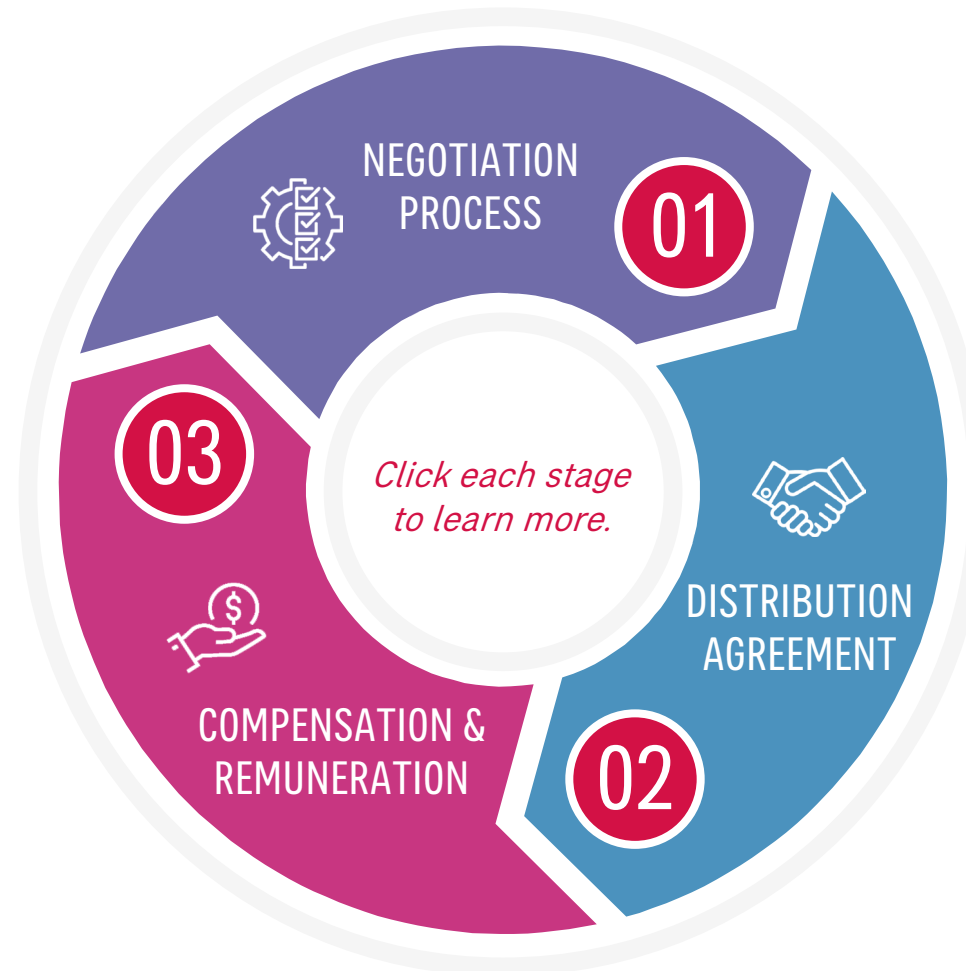 NEGOTIATION
PROCESS
01
DISTRIBUTION
AGREEMENT
02
03
COMPENSATION &
REMUNERATION
$
Click each stage
to learn more.